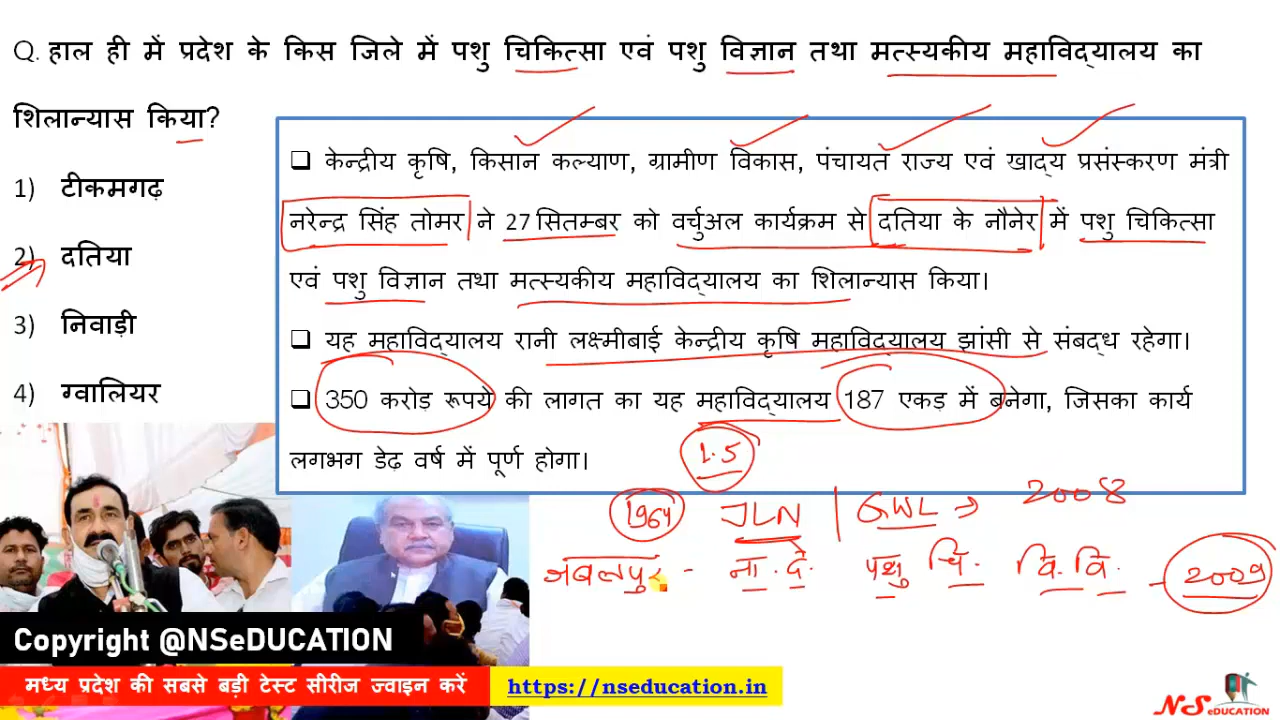 Q. हाल ही में प्रदेश के किस जिले में पशु चिकित्सा एवं पशु विज्ञान तथा मत्स्यकीय महाविद्यालय का
शिलान्यास किया?
1) टीकमगढ़
2) दतिया
3) निवाड़ी
4) ग्वालियर
❑ केन्द्रीय कृषि, किसान कल्याण, ग्रामीण विकास, पंचायत राज्य एवं खाद्य प्रसंस्करण मंत्री
नरेन्द्र सिंह तोमर ने 27 सितम्बर को वर्चुअल कार्यक्रम से दतिया के नौनेर में पशु चिकित्सा
एवं पशु विज्ञान तथा मत्स्यकीय महाविद्यालय का शिलान्यास किया।
❑ यह महाविद्यालय रानी लक्ष्मीबाई केन्द्रीय कृषि महाविद्यालय झांसी से संबद्ध रहेगा।
❑ 350 करोड़ रूपये की लागत का यह महाविद्यालय 187 एकड़ में बनेगा, जिसका कार्य
लगभग डेढ़ वर्ष में पूर्ण होगा।
1.5
1964 JLN | GWL → 2008
जबलपुर - ना. दे. पशु चि. वि. वि. - 2009
Copyright @NSeDUCATION
मध्य प्रदेश की सबसे बड़ी टेस्ट सीरीज ज्वाइन करें https://nseducation.in
NS eDUCATION